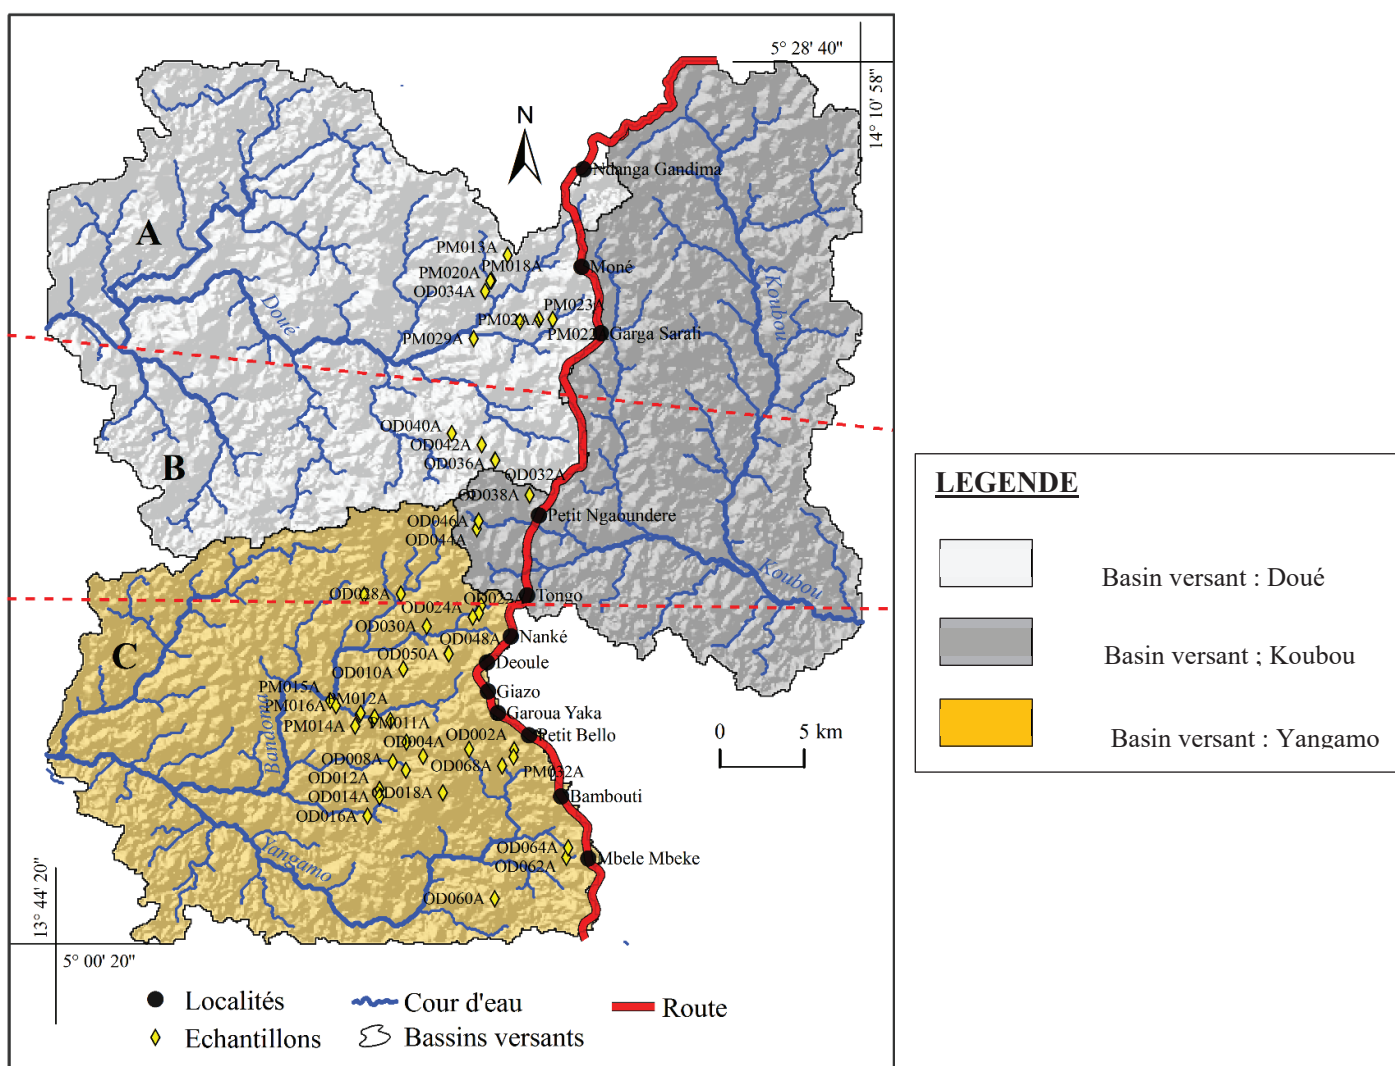 5° 28' 40"
14° 10' 58"
N
Ndanga Gandima
A
PM013A
PM018A
Moné
PM020A
OD034A
Koubou
Doué
PM023A
PM02AA
PM022
Garga Sarali
PM029A
OD040A
OD042A
B
OD036A
OD032A
OD038A
Petit Ngaoundere
OD046A
OD044A
Koubou
OD028A
OD022A
Tongo
OD024A
OD030A
OD048A
Nanké
C
OD050A
Deoule
OD010A
PM015A
Giazo
PM012A
PM016A
Garoua Yaka
PM014A
PM011A
OD002A
Petit Bello
OD004A
OD008A
OD068A
PM032A
OD012A
OD018A
OD014A
Bambouti
OD016A
Yangamo
OD064A
Mbele Mbeke
OD062A
OD060A
0 5 km
13° 44' 20"
5° 00' 20"
Localités
Cour d'eau
Route
Echantillons
Bassins versants
LEGENDE
Basin versant : Doué
Basin versant ; Koubou
Basin versant : Yangamo